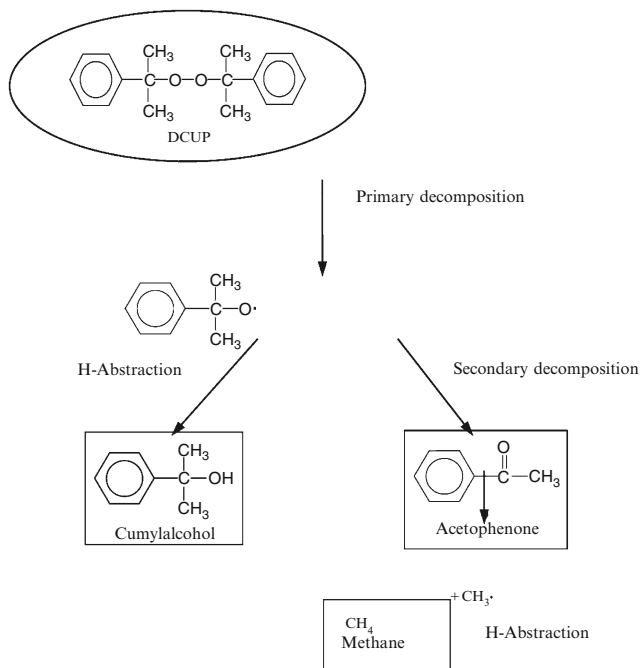 CH₃ CH₃
C—O—O—C
CH₃ CH₃
DCUP
Primary decomposition
CH₃
C—O·
CH₃
H-Abstraction
Secondary decomposition
CH₃
C—OH
CH₃
Cumylalcohol
O
C—CH₃
Acetophenone
+ CH₃·
CH₄
Methane
H-Abstraction